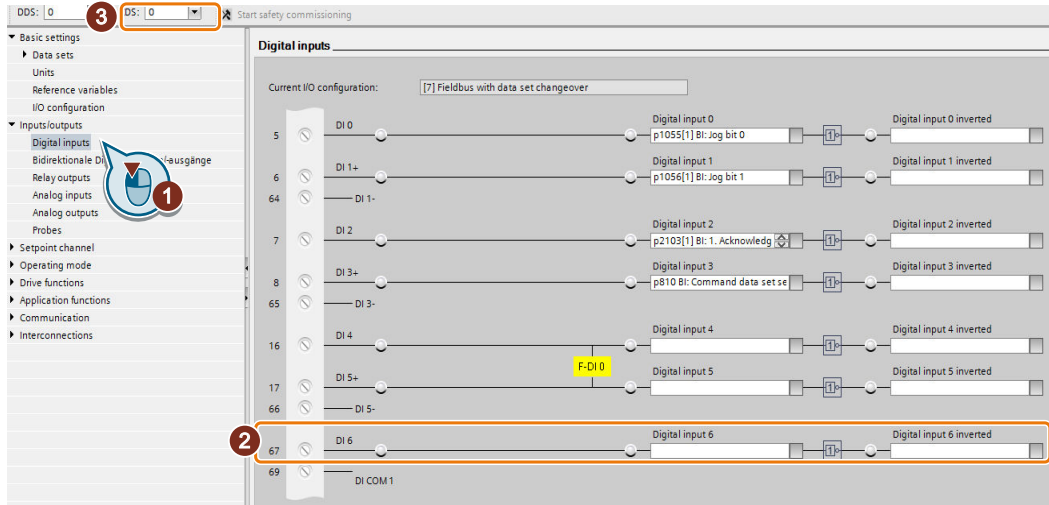 DDS: 0
3
DS: 0
Start safety commissioning
Basic settings
Data sets
Units
Reference variables
I/O configuration
Inputs/outputs
Digital inputs
Bidirektionale DI -ausgänge
Relay outputs
Analog inputs
Analog outputs
Probes
Setpoint channel
Operating mode
Drive functions
Application functions
Communication
Interconnections
1
Digital inputs
Current I/O configuration: [7] Fieldbus with data set changeover
DI 0 Digital input 0 Digital input 0 inverted
5 p1055[1] BI: Jog bit 0 1
DI 1+ Digital input 1 Digital input 1 inverted
6 p1056[1] BI: Jog bit 1 1
64 DI 1-
DI 2 Digital input 2 Digital input 2 inverted
7 p2103[1] BI: 1. Acknowledg 1
DI 3+ Digital input 3 Digital input 3 inverted
8 p810 BI: Command data set se 1
65 DI 3-
DI 4 Digital input 4 Digital input 4 inverted
16 1
F-DI 0
DI 5+ Digital input 5 Digital input 5 inverted
17 1
66 DI 5-
2
DI 6 Digital input 6 Digital input 6 inverted
67 1
69
DI COM 1